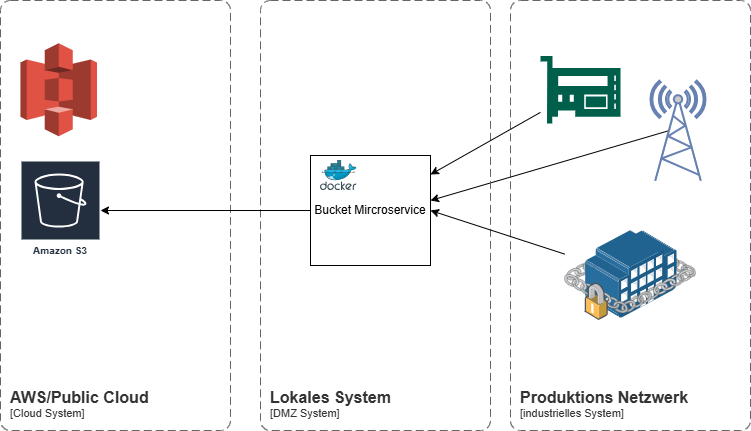 docker
Bucket Mircroservice
Amazon S3
AWS/Public Cloud
[Cloud System]
Lokales System
[DMZ System]
Produktions Netzwerk
[industrielles System]